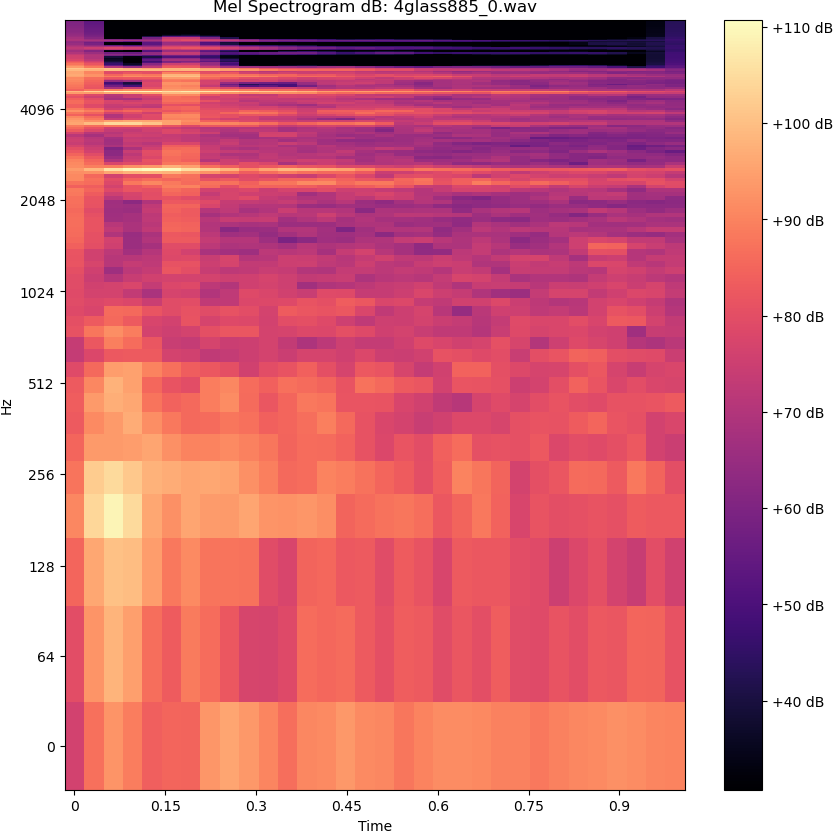 Mel Spectrogram dB: 4glass885_0.wav
+110 dB
4096
+100 dB
2048
+90 dB
1024
+80 dB
512
Hz
+70 dB
256
+60 dB
128
+50 dB
64
+40 dB
0
0 0.15 0.3 0.45 0.6 0.75 0.9
Time